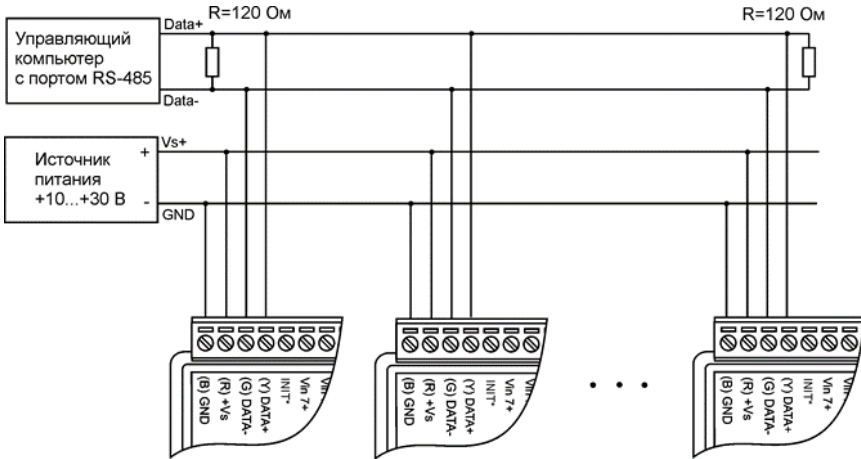 R=120 Ом
R=120 Ом
Data+
Управляющий
компьютер
с портом RS-485
Data-
Vs+
Источник
питания
+10...+30 В
+
-
GND
(B) GND
(R) +Vs
(G) DATA-
(Y) DATA+
INIT*
Vin 7+
(B) GND
(R) +Vs
(G) DATA-
(Y) DATA+
INIT*
Vin 7+
(B) GND
(R) +Vs
(G) DATA-
(Y) DATA+
INIT*
Vin 7+